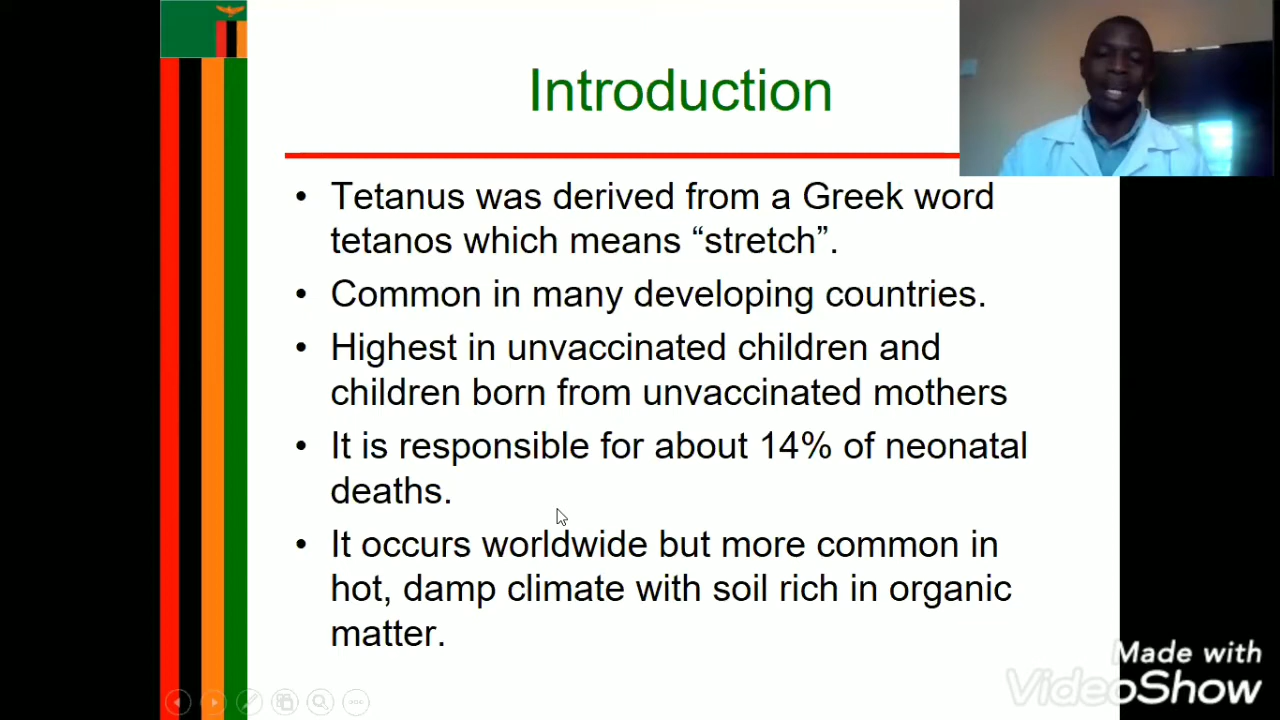 Introduction
• Tetanus was derived from a Greek word
tetanos which means “stretch”.
• Common in many developing countries.
• Highest in unvaccinated children and
children born from unvaccinated mothers
• It is responsible for about 14% of neonatal
deaths.
• It occurs worldwide but more common in
hot, damp climate with soil rich in organic
matter.
Made with
VideoShow